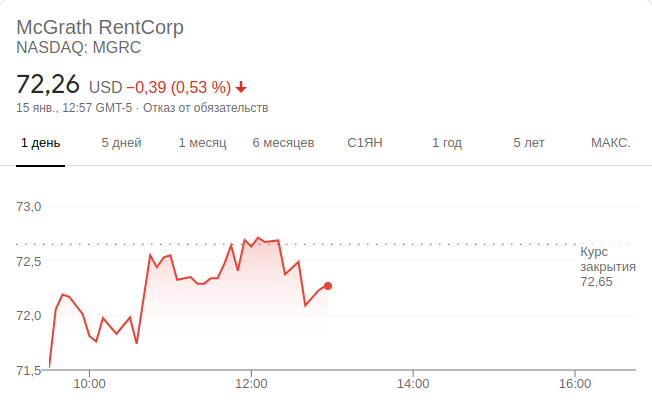 McGrath RentCorp
NASDAQ: MGRC
72,26 USD −0,39 (0,53 %)
15 янв., 12:57 GMT-5 · Отказ от обязательств
1 день 5 дней 1 месяц 6 месяцев С1ЯН 1 год 5 лет МАКС.
73,0
Курс
закрытия
72,65
72,5
72,0
71,5
10:00 12:00 14:00 16:00